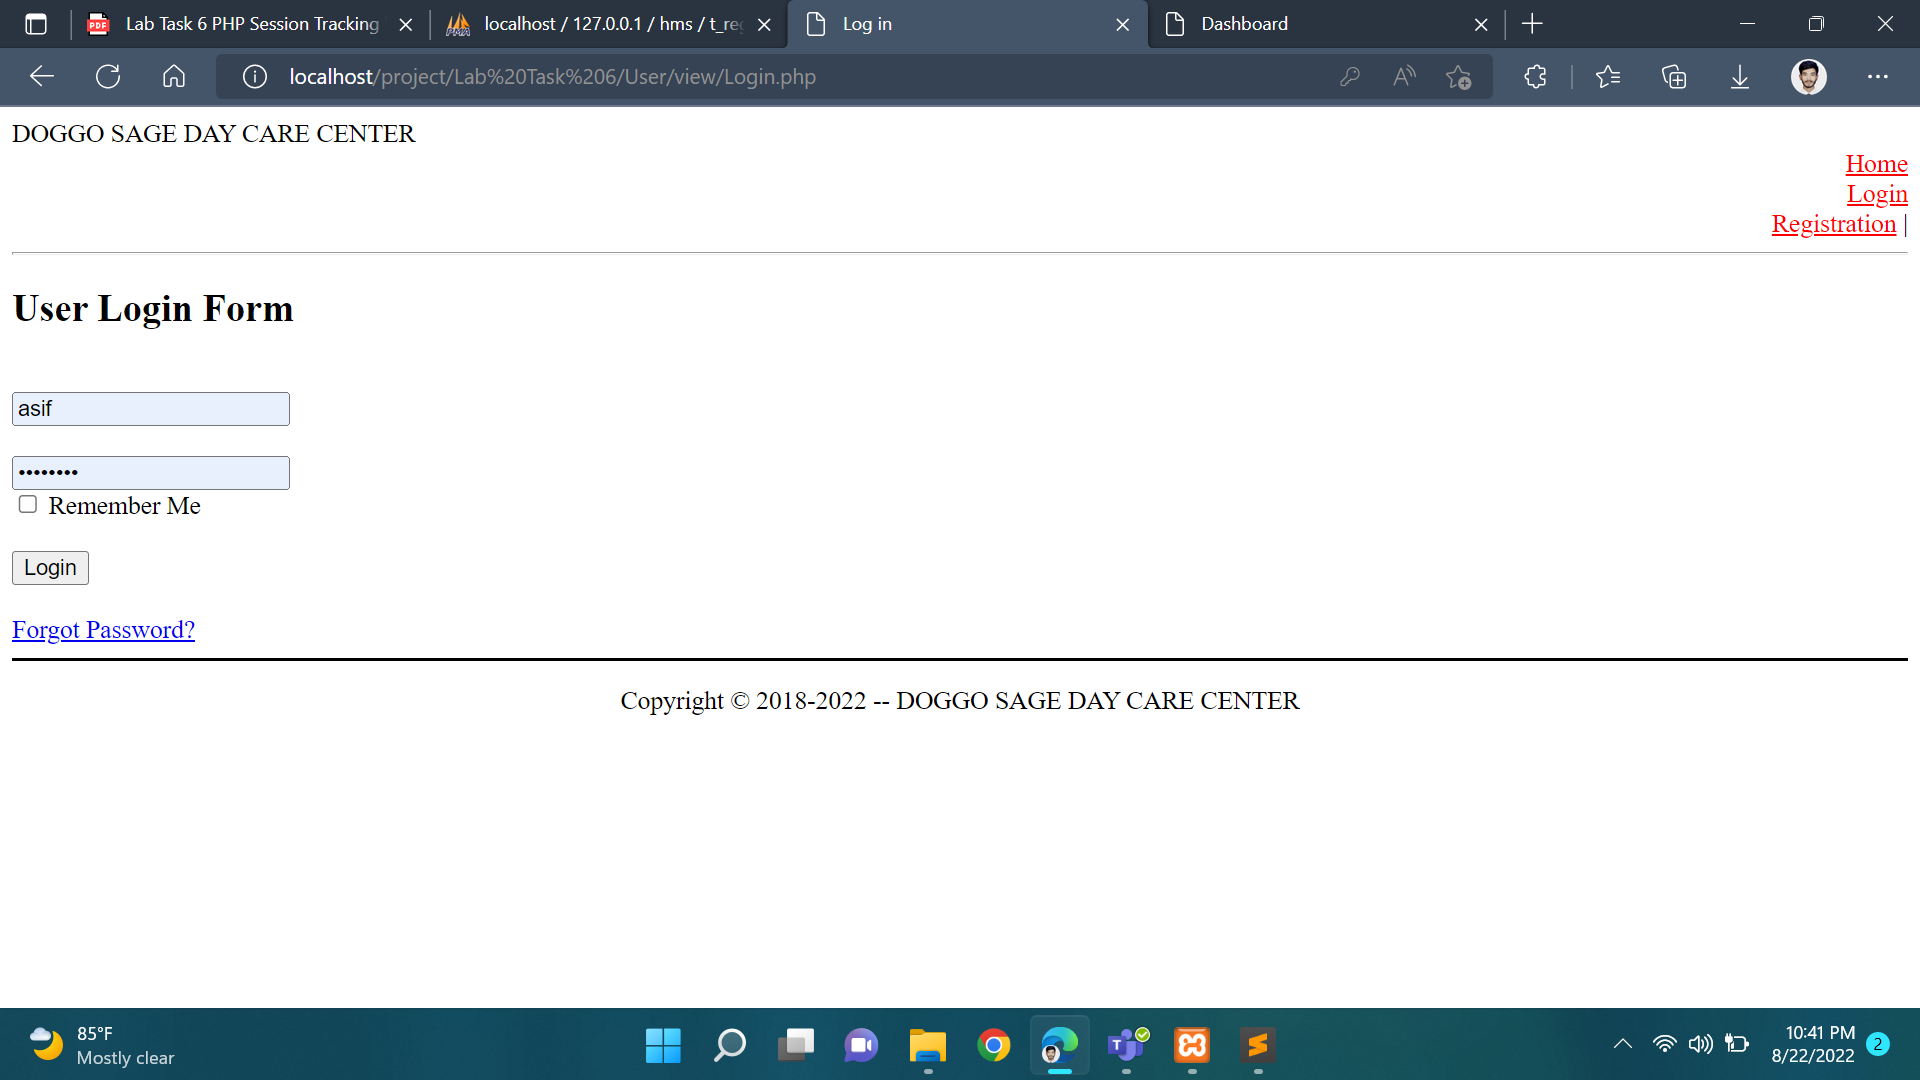 Lab Task 6 PHP Session Tracking
localhost / 127.0.0.1 / hms / t_reg
Log in
Dashboard
localhost/project/Lab%20Task%206/User/view/Login.php
DOGGO SAGE DAY CARE CENTER
Home
Login
Registration |
User Login Form
asif
••••••••
Remember Me
Login
Forgot Password?
Copyright © 2018-2022 -- DOGGO SAGE DAY CARE CENTER
85°F
Mostly clear
10:41 PM
8/22/2022
2